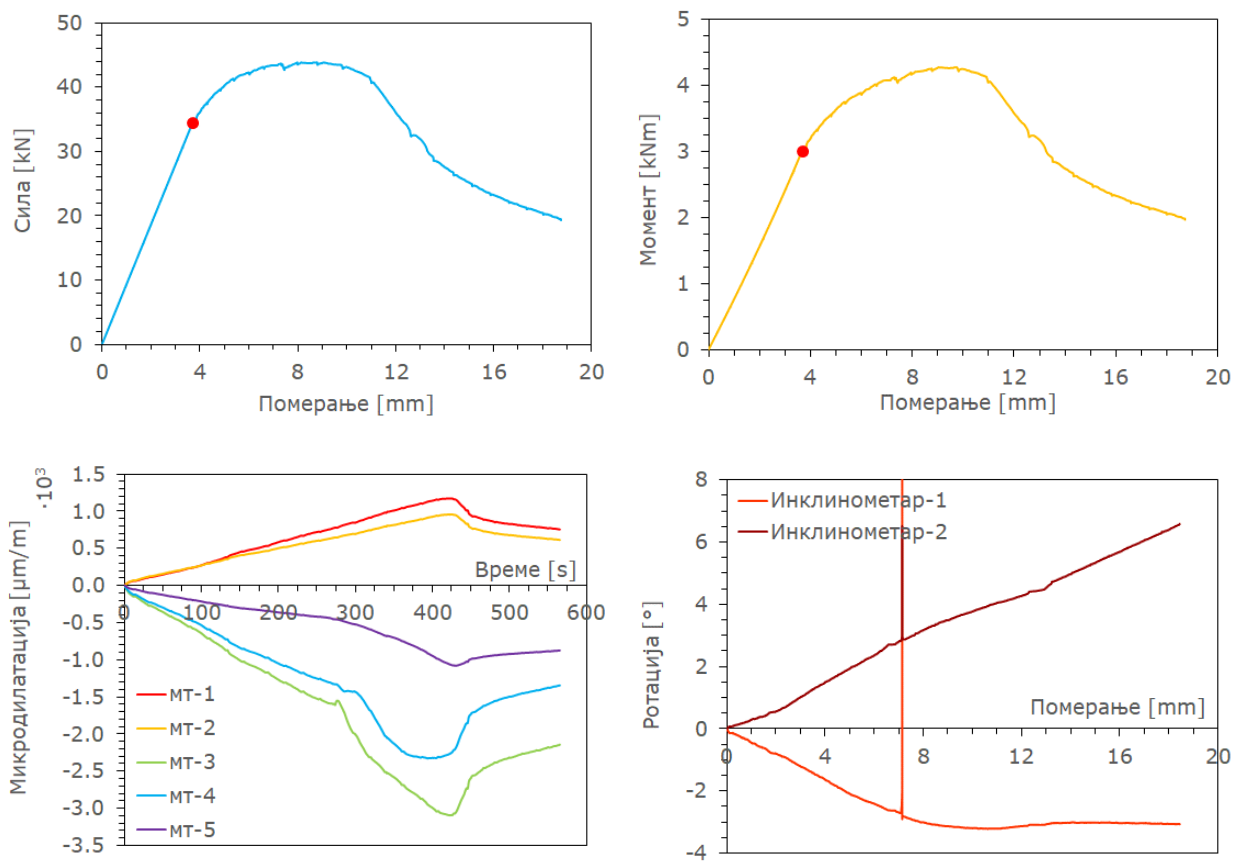 50
40
30
20
10
0
Сила [kN]
0 4 8 12 16 20
Померање [mm]
5
4
3
2
1
0
Момент [kNm]
0 4 8 12 16 20
Померање [mm]
·10³
1.5
1.0
0.5
0.0
-0.5
-1.0
-1.5
-2.0
-2.5
-3.0
-3.5
Микродилатација [µm/m]
Време [s]
0 100 200 300 400 500 600
мт-1
мт-2
мт-3
мт-4
мт-5
8
6
4
2
0
-2
-4
Ротација [°]
Инклинометар-1
Инклинометар-2
Померање [mm]
0 4 8 12 16 20